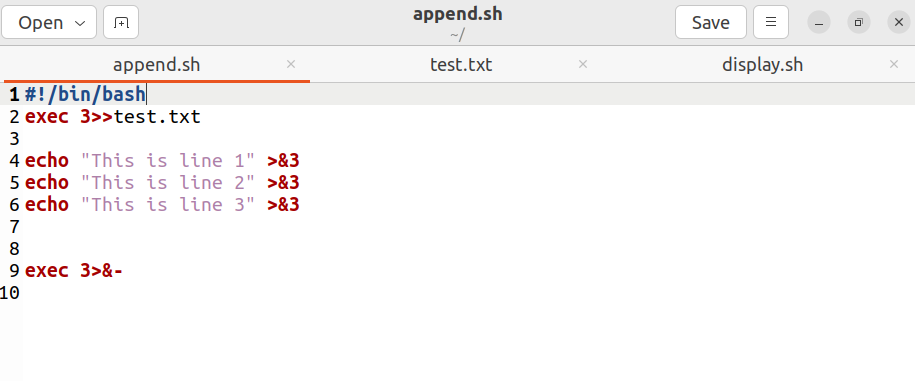 Open
append.sh
~/
Save
append.sh
test.txt
display.sh
1 #!/bin/bash
2 exec 3>>test.txt
3
4 echo "This is line 1" >&3
5 echo "This is line 2" >&3
6 echo "This is line 3" >&3
7
8
9 exec 3>&-
10